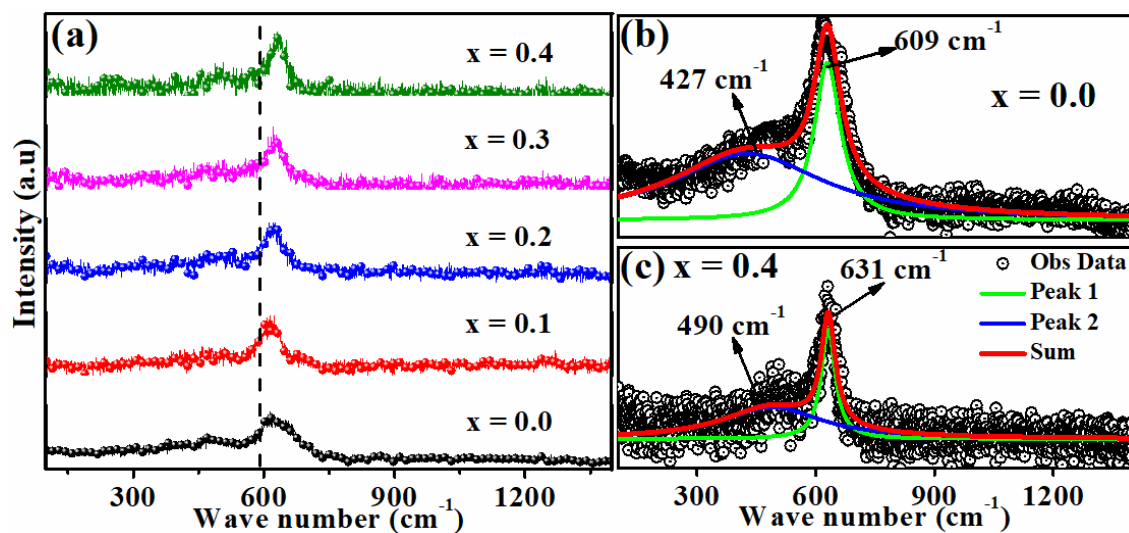 (a)
x = 0.4
x = 0.3
x = 0.2
x = 0.1
x = 0.0
Intensity (a.u)
300 600 900 1200
Wave number (cm⁻¹)
(b)
609 cm⁻¹
427 cm⁻¹
x = 0.0
(c) x = 0.4
631 cm⁻¹
490 cm⁻¹
Obs Data
Peak 1
Peak 2
Sum
300 600 900 1200
Wave number (cm⁻¹)